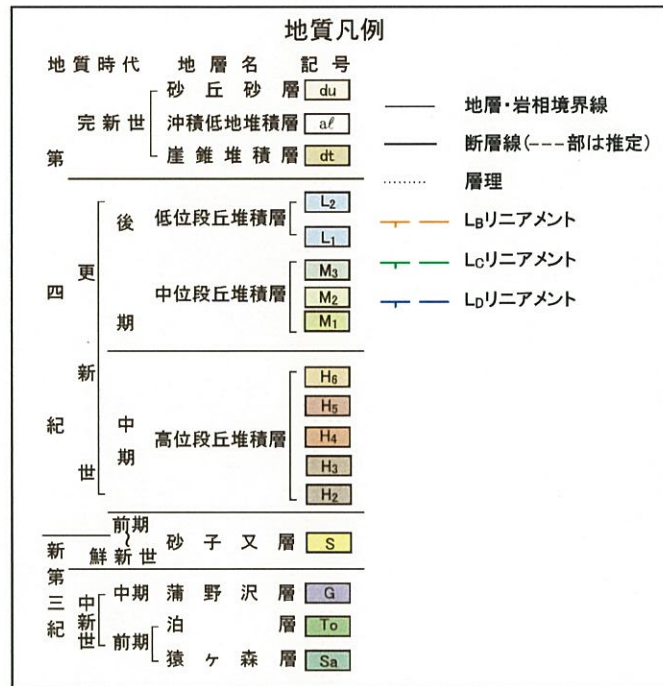 地質凡例
地質時代 地層名 記号
第四紀
完新世 砂丘砂層 du
沖積低地堆積層 aℓ
崖錐堆積層 dt
更新世
後期 低位段丘堆積層 L2
L1
中位段丘堆積層 M3
M2
M1
中期 高位段丘堆積層 H6
H5
H4
H3
H2
前期〜鮮新世 砂子又層 S
新第三紀
中新世 中期 蒲野沢層 G
前期 泊層 To
猿ヶ森層 Sa
地層・岩相境界線
断層線(---部は推定)
層理
LBリニアメント
LCリニアメント
LDリニアメント